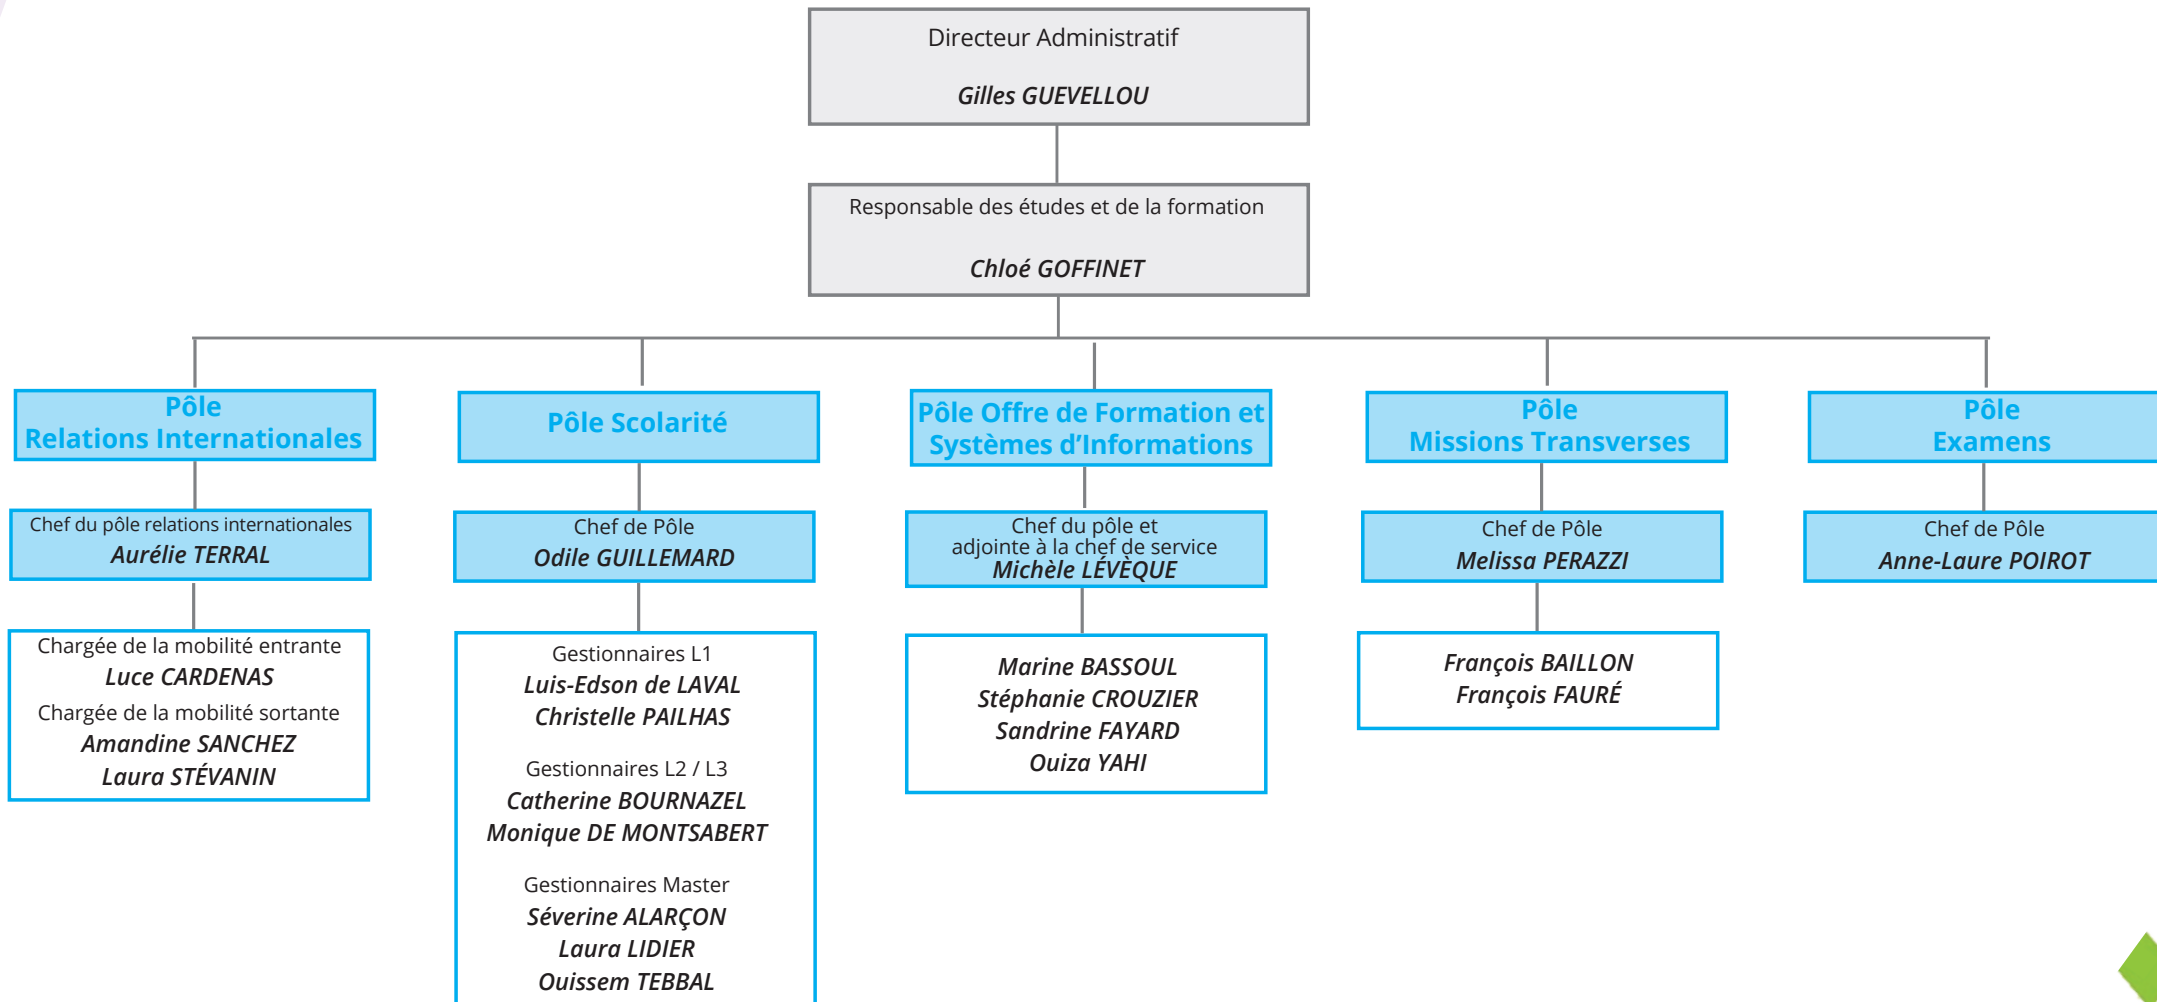 Directeur Administratif
Gilles GUEVELLOU
Responsable des études et de la formation
Chloé GOFFINET
Pôle
Relations Internationales
Chef du pôle relations internationales
Aurélie TERRAL
Chargée de la mobilité entrante
Luce CARDENAS
Chargée de la mobilité sortante
Amandine SANCHEZ
Laura STÉVANIN
Pôle Scolarité
Chef de Pôle
Odile GUILLEMARD
Gestionnaires L1
Luis-Edson de LAVAL
Christelle PAILHAS
Gestionnaires L2 / L3
Catherine BOURNAZEL
Monique DE MONTSABERT
Gestionnaires Master
Séverine ALARÇON
Laura LIDIER
Ouissem TEBBAL
Pôle Offre de Formation et
Systèmes d’Informations
Chef du pôle et
adjointe à la chef de service
Michèle LÉVÈQUE
Marine BASSOUL
Stéphanie CROUZIER
Sandrine FAYARD
Ouiza YAHI
Pôle
Missions Transverses
Chef de Pôle
Melissa PERAZZI
François BAILLON
François FAURÉ
Pôle
Examens
Chef de Pôle
Anne-Laure POIROT